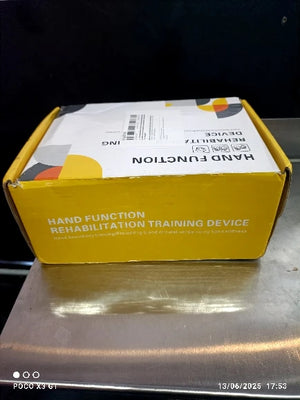 HAND FUNCTION
REHABILITA
ING
DEVICE
HAND FUNCTION
REHABILITATION TRAINING DEVICE
POCO X3 GT
13/06/2025 17:53